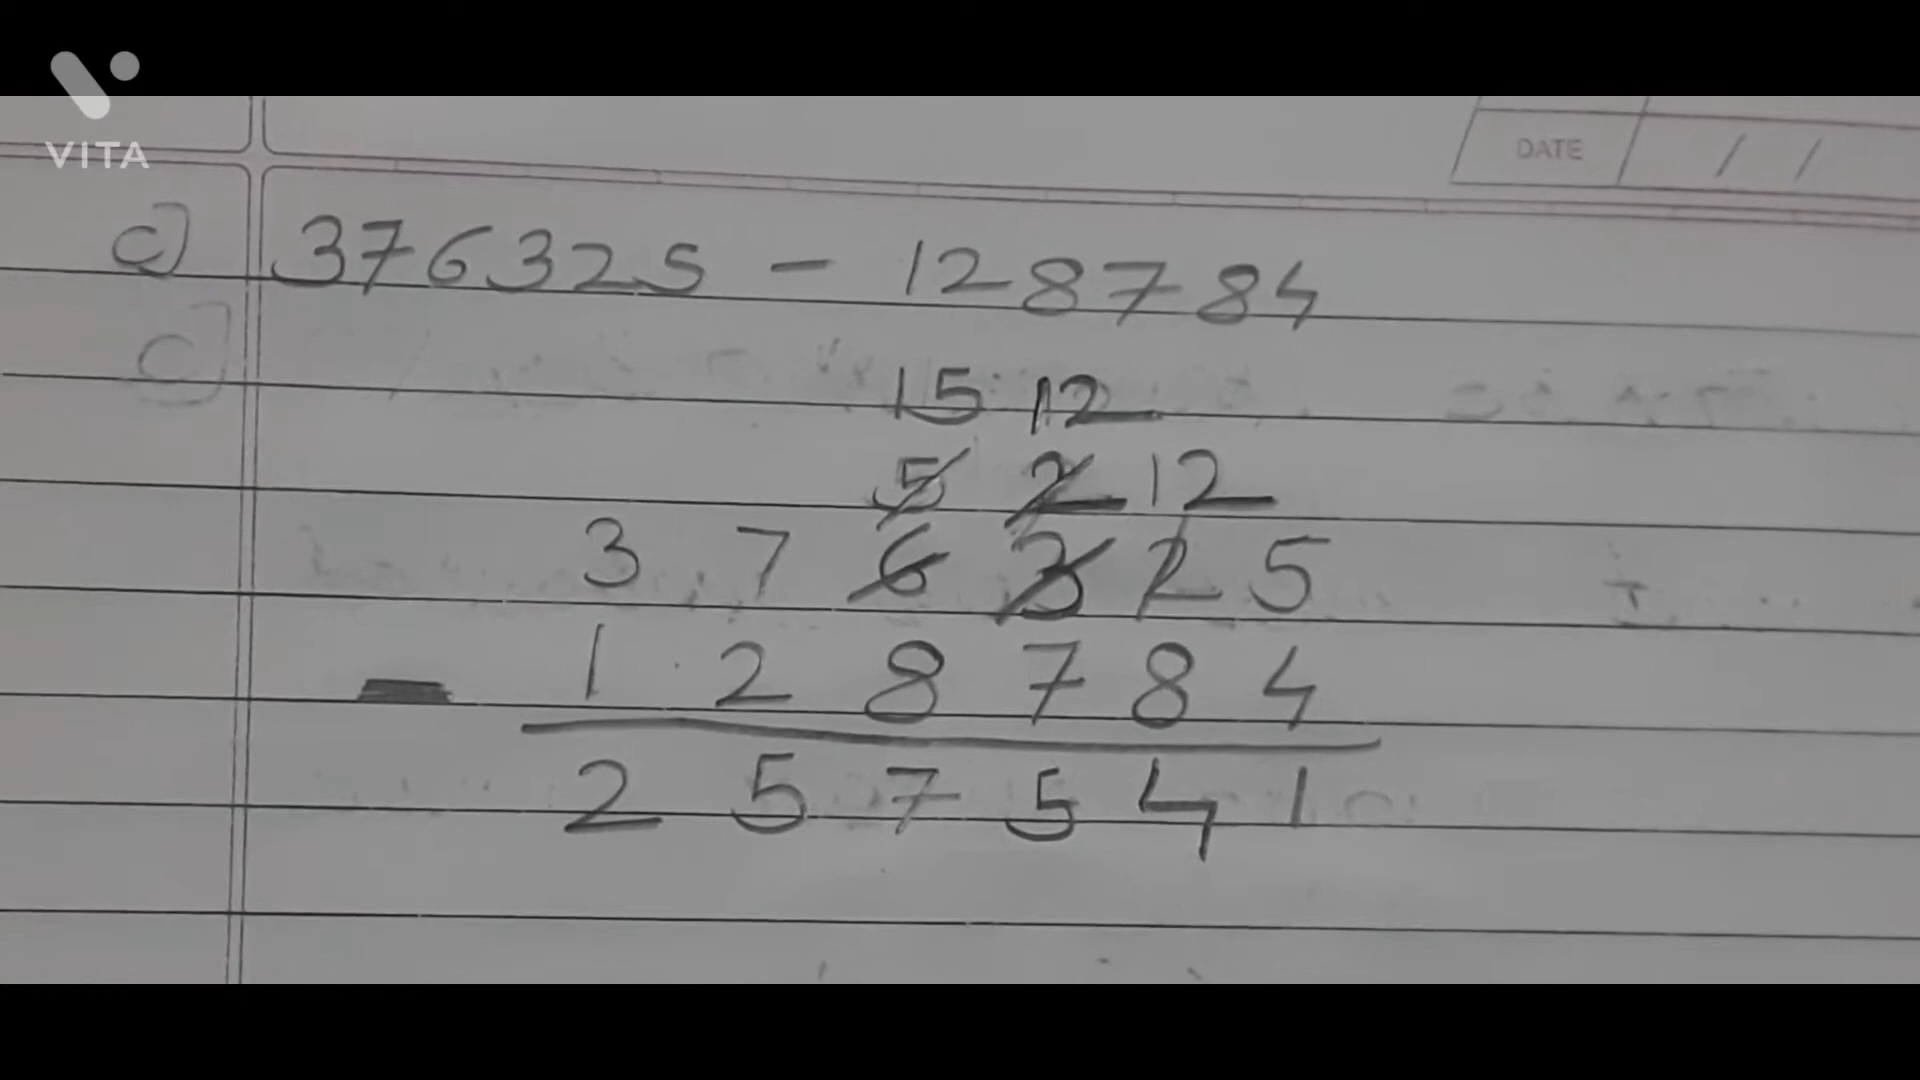 VITA
DATE / /
c) 376325 - 128784
c)
15 12
5 2 12
3 7 6 3 2 5
- 1 2 8 7 8 4
2 5 7 5 4 1